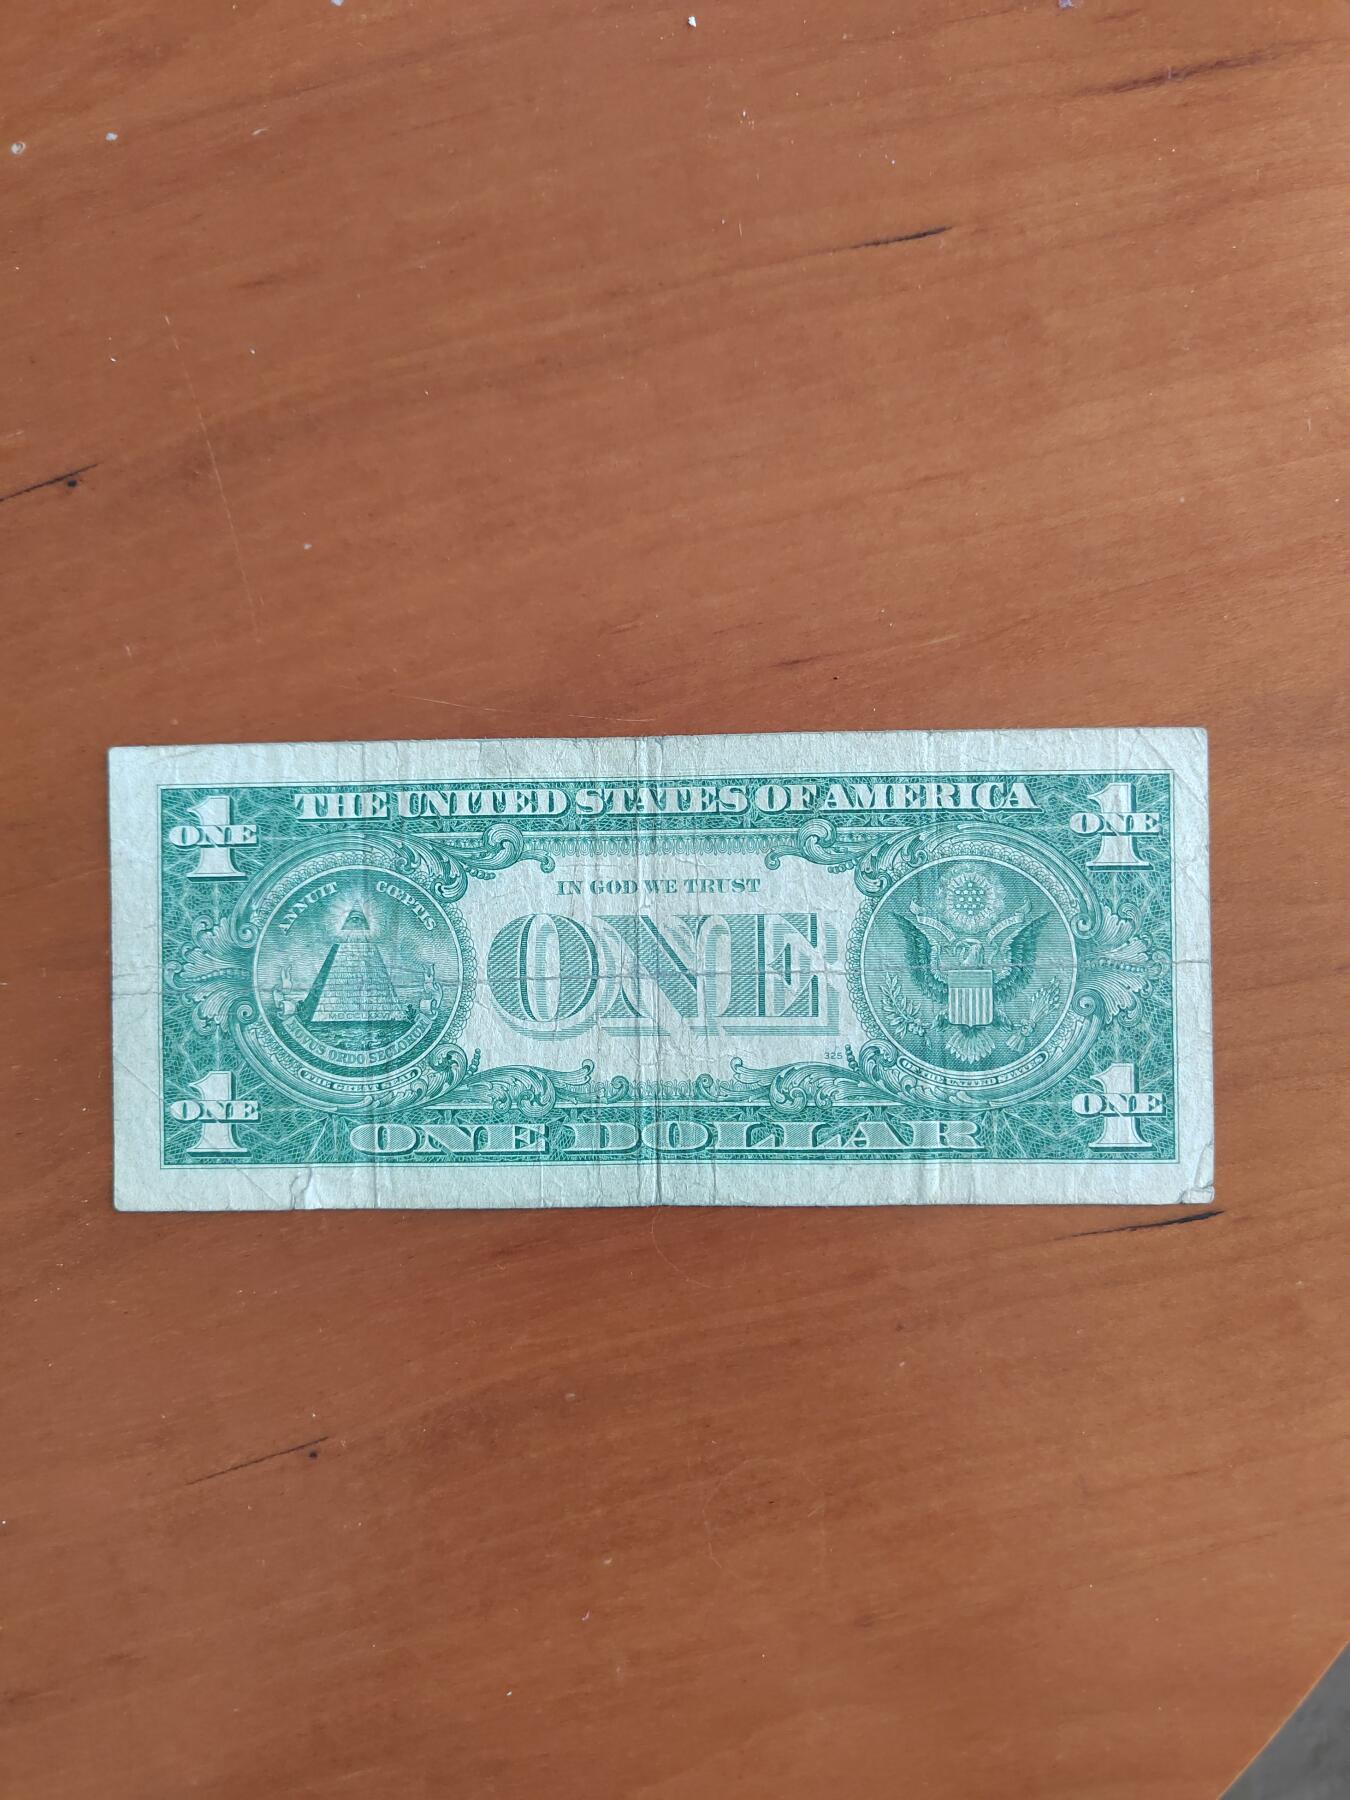 THE UNITED STATES OF AMERICA
1
ONE
1
ONE
ANNUIT CŒPTIS
IN GOD WE TRUST
ONE
MDCCLXXVI
NOVUS ORDO SECLORUM
THE GREAT SEAL
325
OF THE UNITED STATES
1
ONE
1
ONE
ONE DOLLAR